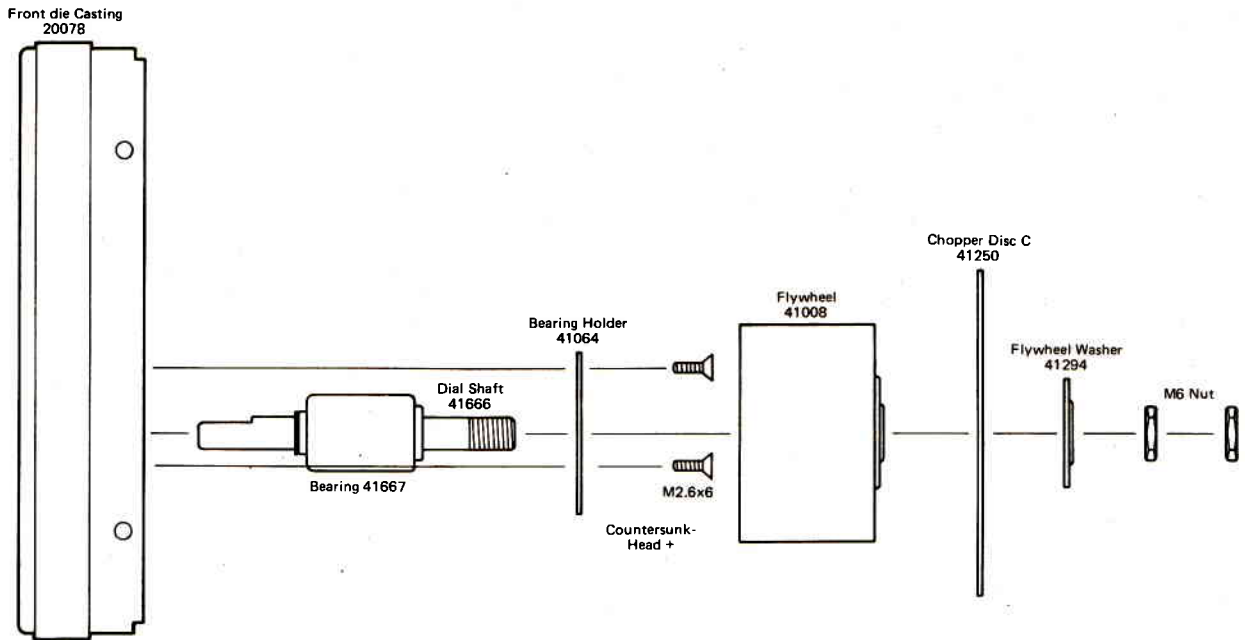 Front die Casting
20078
Chopper Disc C
41250
Flywheel
41008
Bearing Holder
41064
Flywheel Washer
41294
Dial Shaft
41666
M6 Nut
Bearing 41667
M2.6x6
Countersunk-
Head +